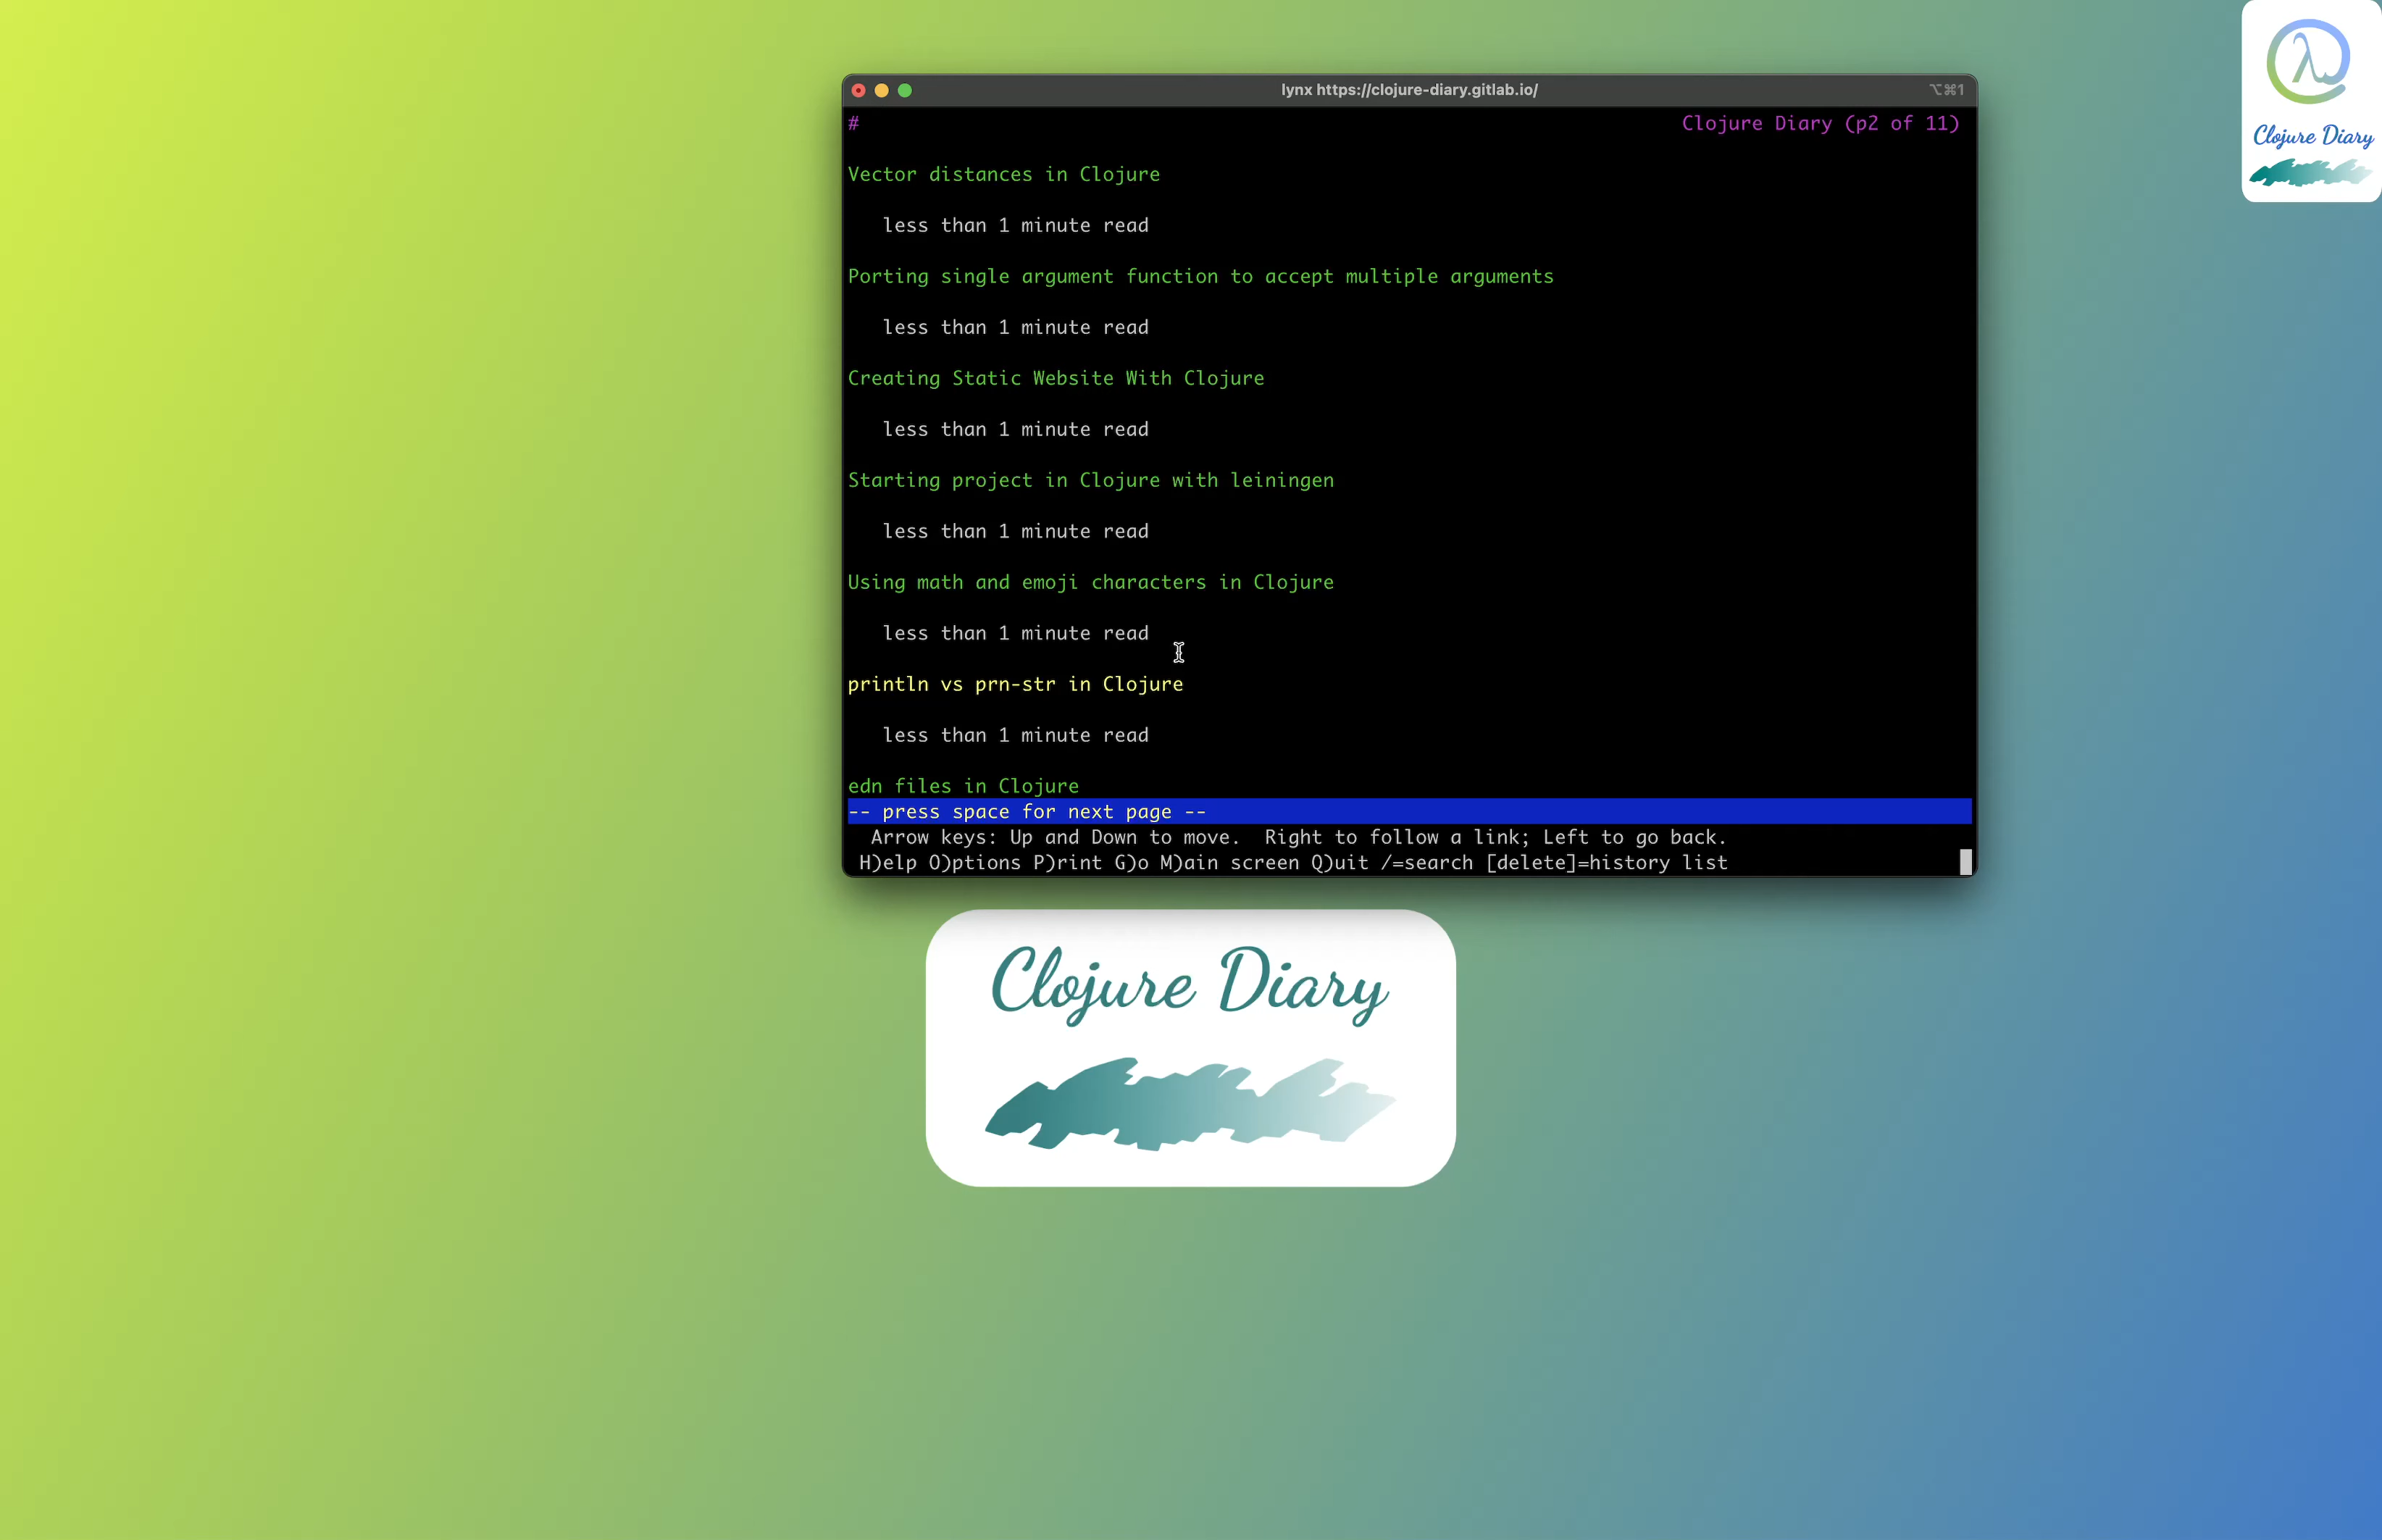 lynx https://clojure-diary.gitlab.io/ ⌥⌘1
# Clojure Diary (p2 of 11)
Vector distances in Clojure
less than 1 minute read
Porting single argument function to accept multiple arguments
less than 1 minute read
Creating Static Website With Clojure
less than 1 minute read
Starting project in Clojure with leiningen
less than 1 minute read
Using math and emoji characters in Clojure
less than 1 minute read
println vs prn-str in Clojure
less than 1 minute read
edn files in Clojure
-- press space for next page --
Arrow keys: Up and Down to move.  Right to follow a link; Left to go back.
H)elp O)ptions P)rint G)o M)ain screen Q)uit /=search [delete]=history list
λ
Clojure Diary
Clojure Diary